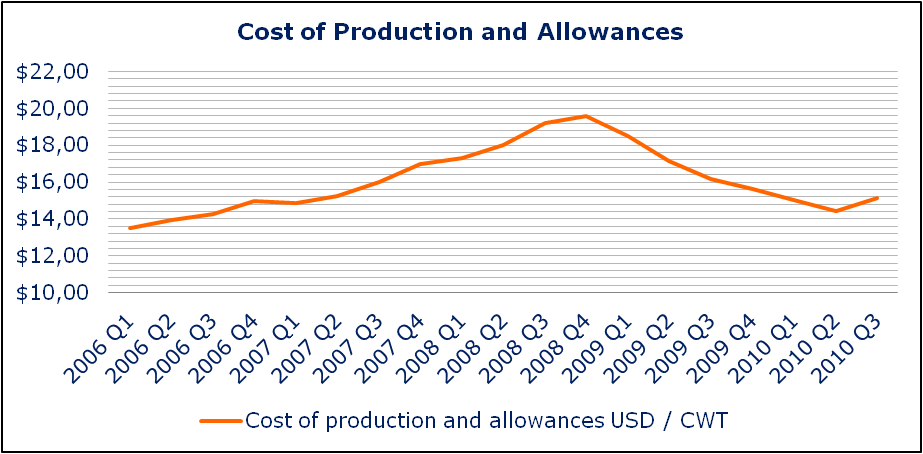 Cost of Production and Allowances
$22,00
$20,00
$18,00
$16,00
$14,00
$12,00
$10,00
2006 Q1
2006 Q2
2006 Q3
2006 Q4
2007 Q1
2007 Q2
2007 Q3
2007 Q4
2008 Q1
2008 Q2
2008 Q3
2008 Q4
2009 Q1
2009 Q2
2009 Q3
2009 Q4
2010 Q1
2010 Q2
2010 Q3
Cost of production and allowances USD / CWT